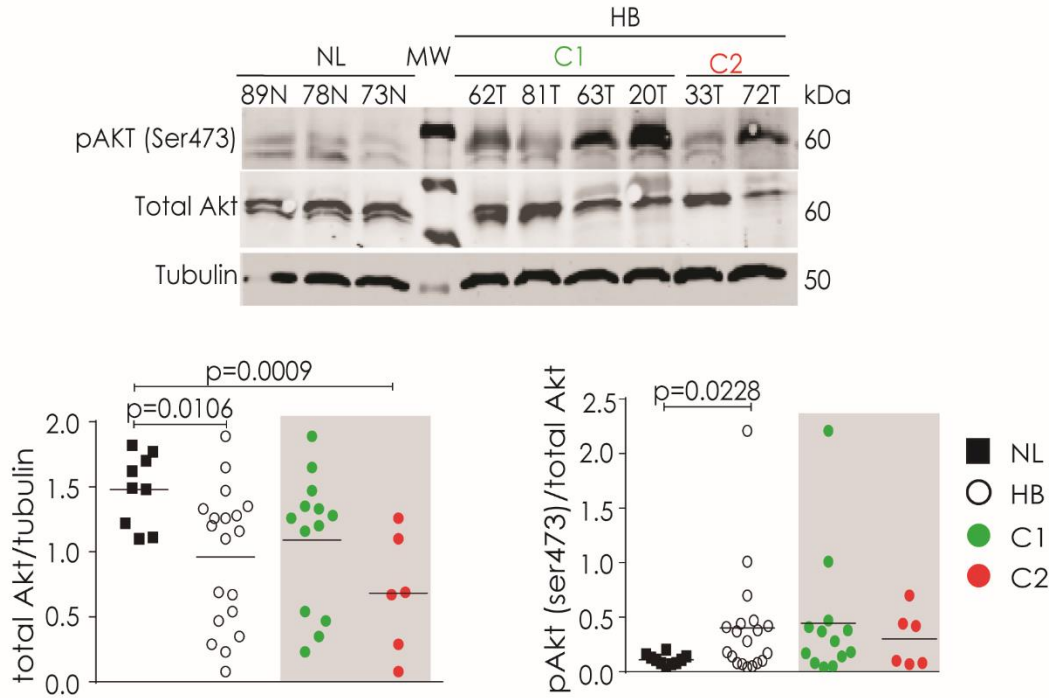 HB
NL MW C1 C2
89N 78N 73N 62T 81T 63T 20T 33T 72T kDa
pAKT (Ser473) 60
Total Akt 60
Tubulin 50
p=0.0009
p=0.0106
total Akt/tubulin
2.0
1.5
1.0
0.5
0.0
p=0.0228
pAkt (ser473)/total Akt
2.5
2.0
1.5
1.0
0.5
0.0
NL
HB
C1
C2